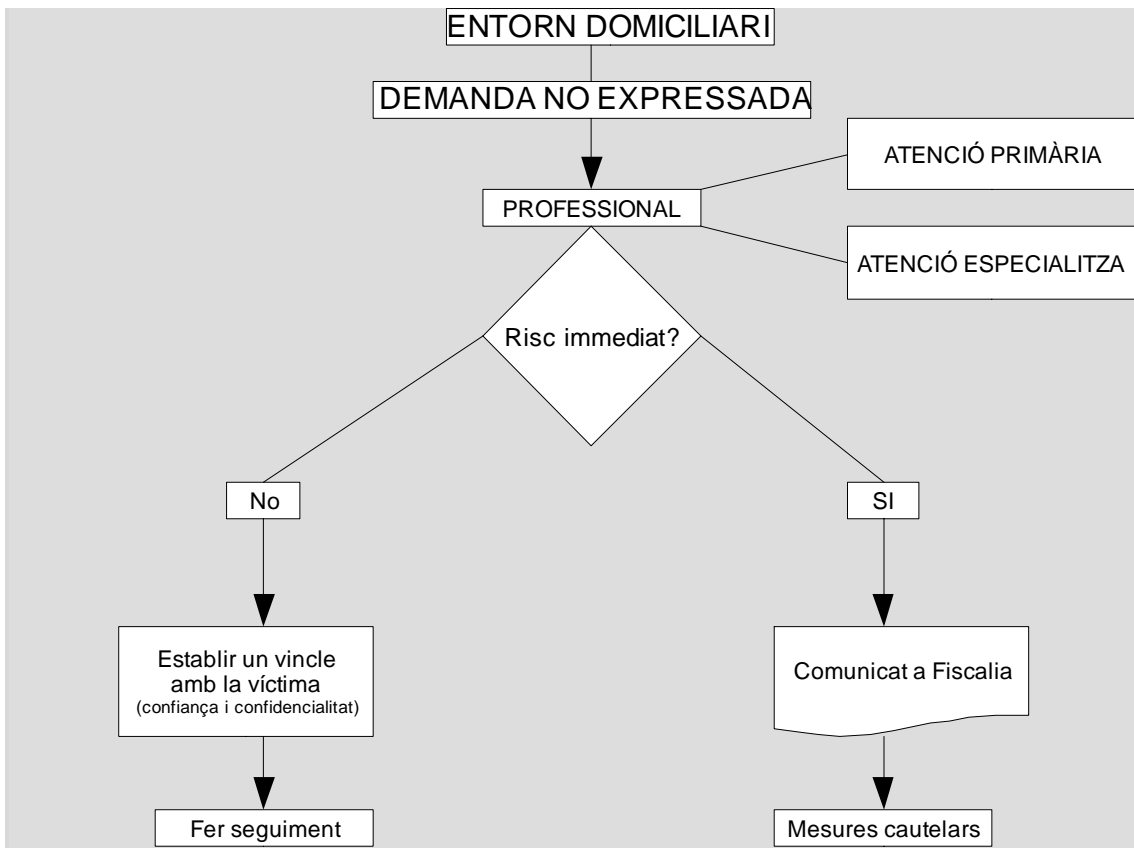 ENTORN DOMICILIARI
DEMANDA NO EXPRESSADA
ATENCIÓ PRIMÀRIA
PROFESSIONAL
ATENCIÓ ESPECIALITZA
Risc immediat?
No
SI
Establir un vincle
amb la víctima
(confiança i confidencialitat)
Comunicat a Fiscalia
Fer seguiment
Mesures cautelars